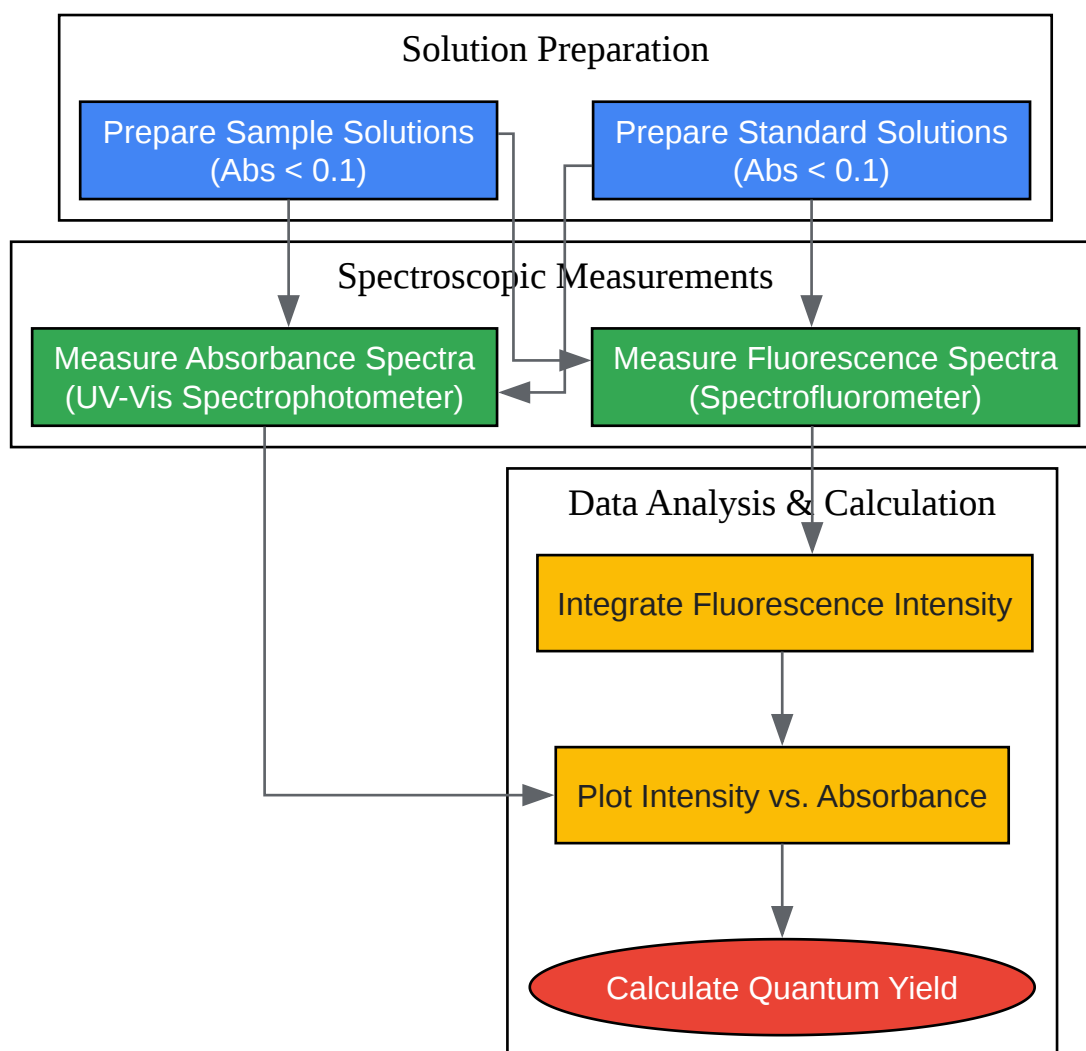 Solution Preparation
Prepare Sample Solutions
(Abs < 0.1)
Prepare Standard Solutions
(Abs < 0.1)
Spectroscopic Measurements
Measure Absorbance Spectra
(UV-Vis Spectrophotometer)
Measure Fluorescence Spectra
(Spectrofluorometer)
Data Analysis & Calculation
Integrate Fluorescence Intensity
Plot Intensity vs. Absorbance
Calculate Quantum Yield